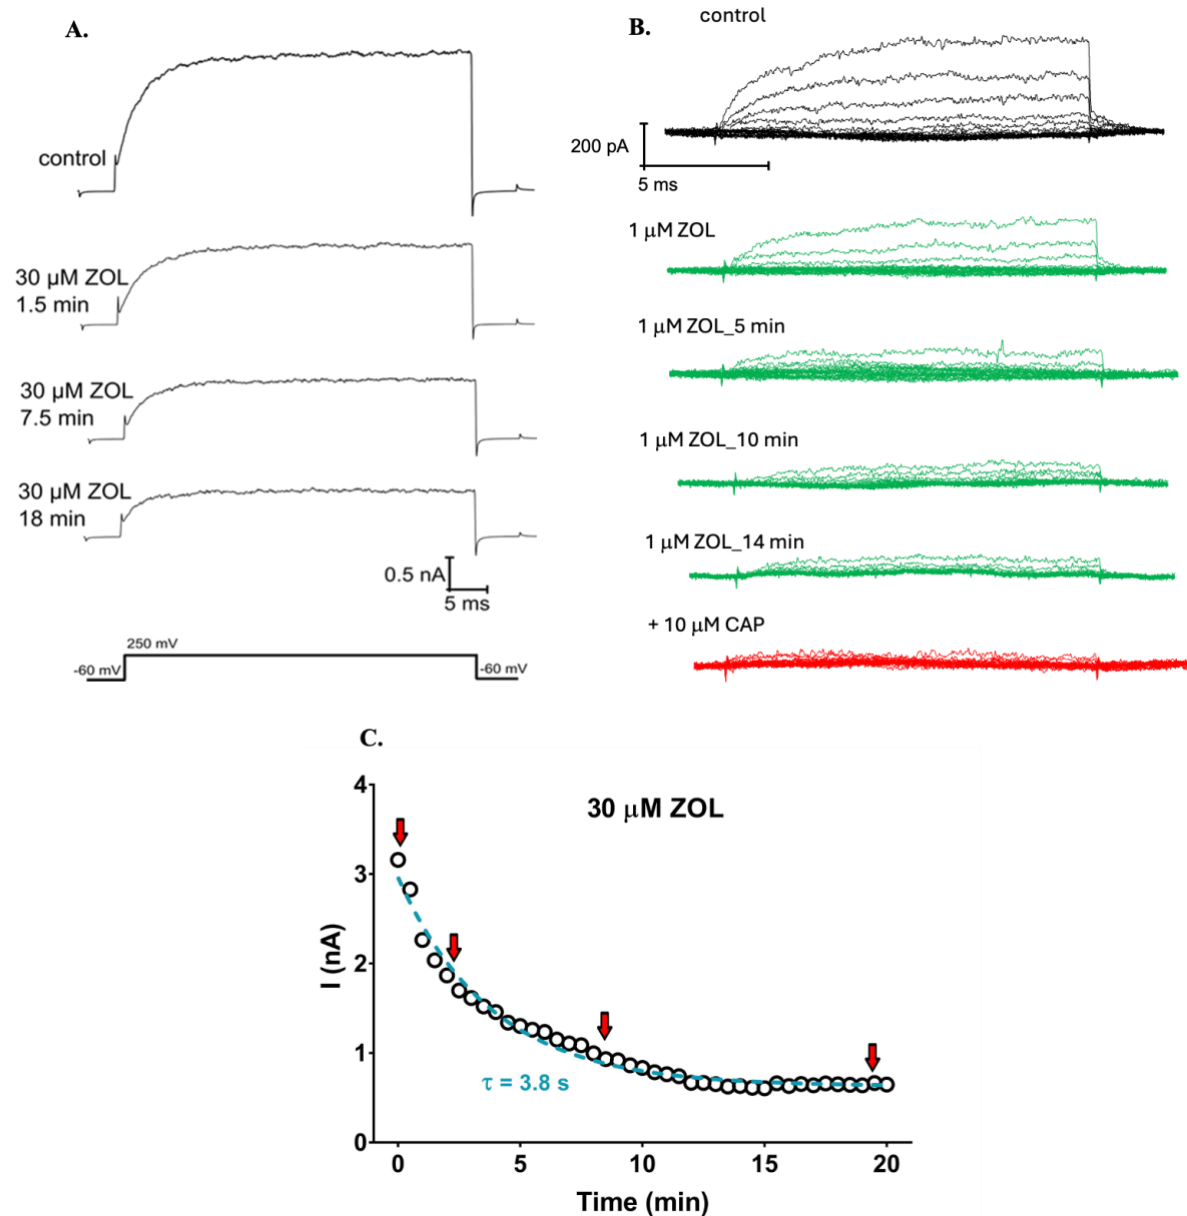 A.
control
30 µM ZOL
1.5 min
30 µM ZOL
7.5 min
30 µM ZOL
18 min
0.5 nA
5 ms
250 mV
-60 mV
-60 mV
B.
control
200 pA
5 ms
1 µM ZOL
1 µM ZOL_5 min
1 µM ZOL_10 min
1 µM ZOL_14 min
+ 10 µM CAP
C.
30 µM ZOL
I (nA)
4
3
2
1
0
τ = 3.8 s
0 5 10 15 20
Time (min)